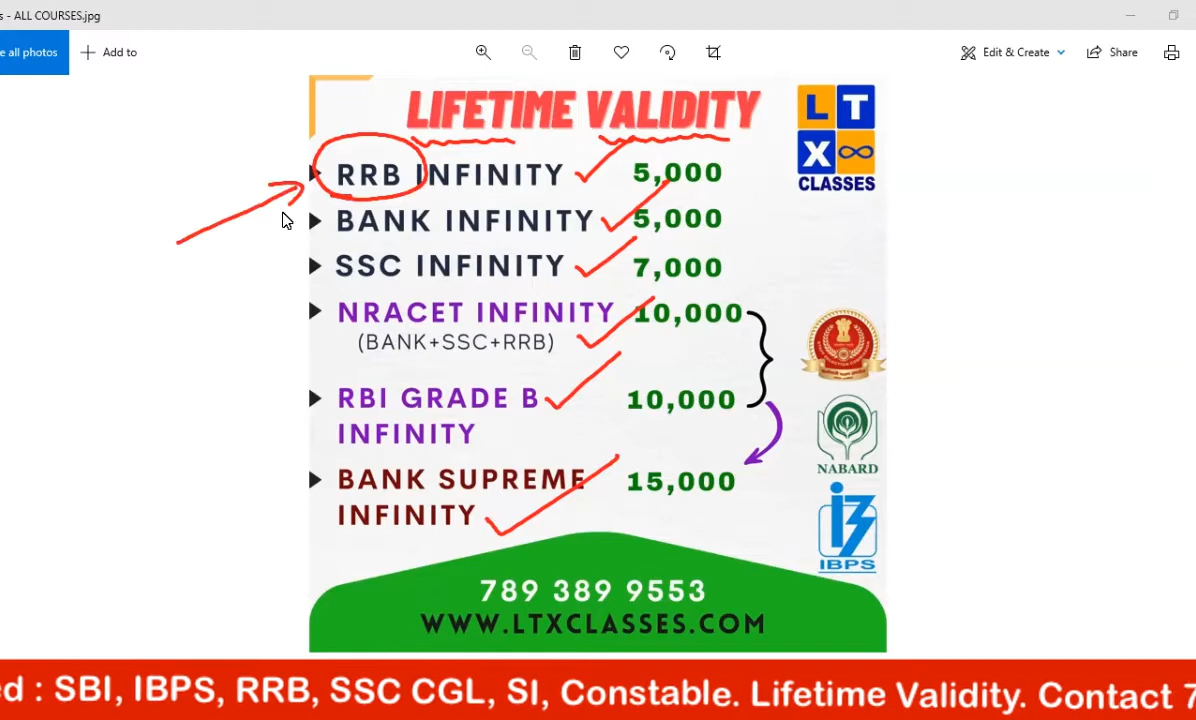 s - ALL COURSES.jpg
e all photos
Add to
Edit & Create
Share
LIFETIME VALIDITY
LT
X∞
CLASSES
RRB INFINITY 5,000
BANK INFINITY 5,000
SSC INFINITY 7,000
NRACET INFINITY 10,000
(BANK+SSC+RRB)
RBI GRADE B 10,000
INFINITY
BANK SUPREME 15,000
INFINITY
NABARD
IBPS
789 389 9553
WWW.LTXCLASSES.COM
ed : SBI, IBPS, RRB, SSC CGL, SI, Constable. Lifetime Validity. Contact 7